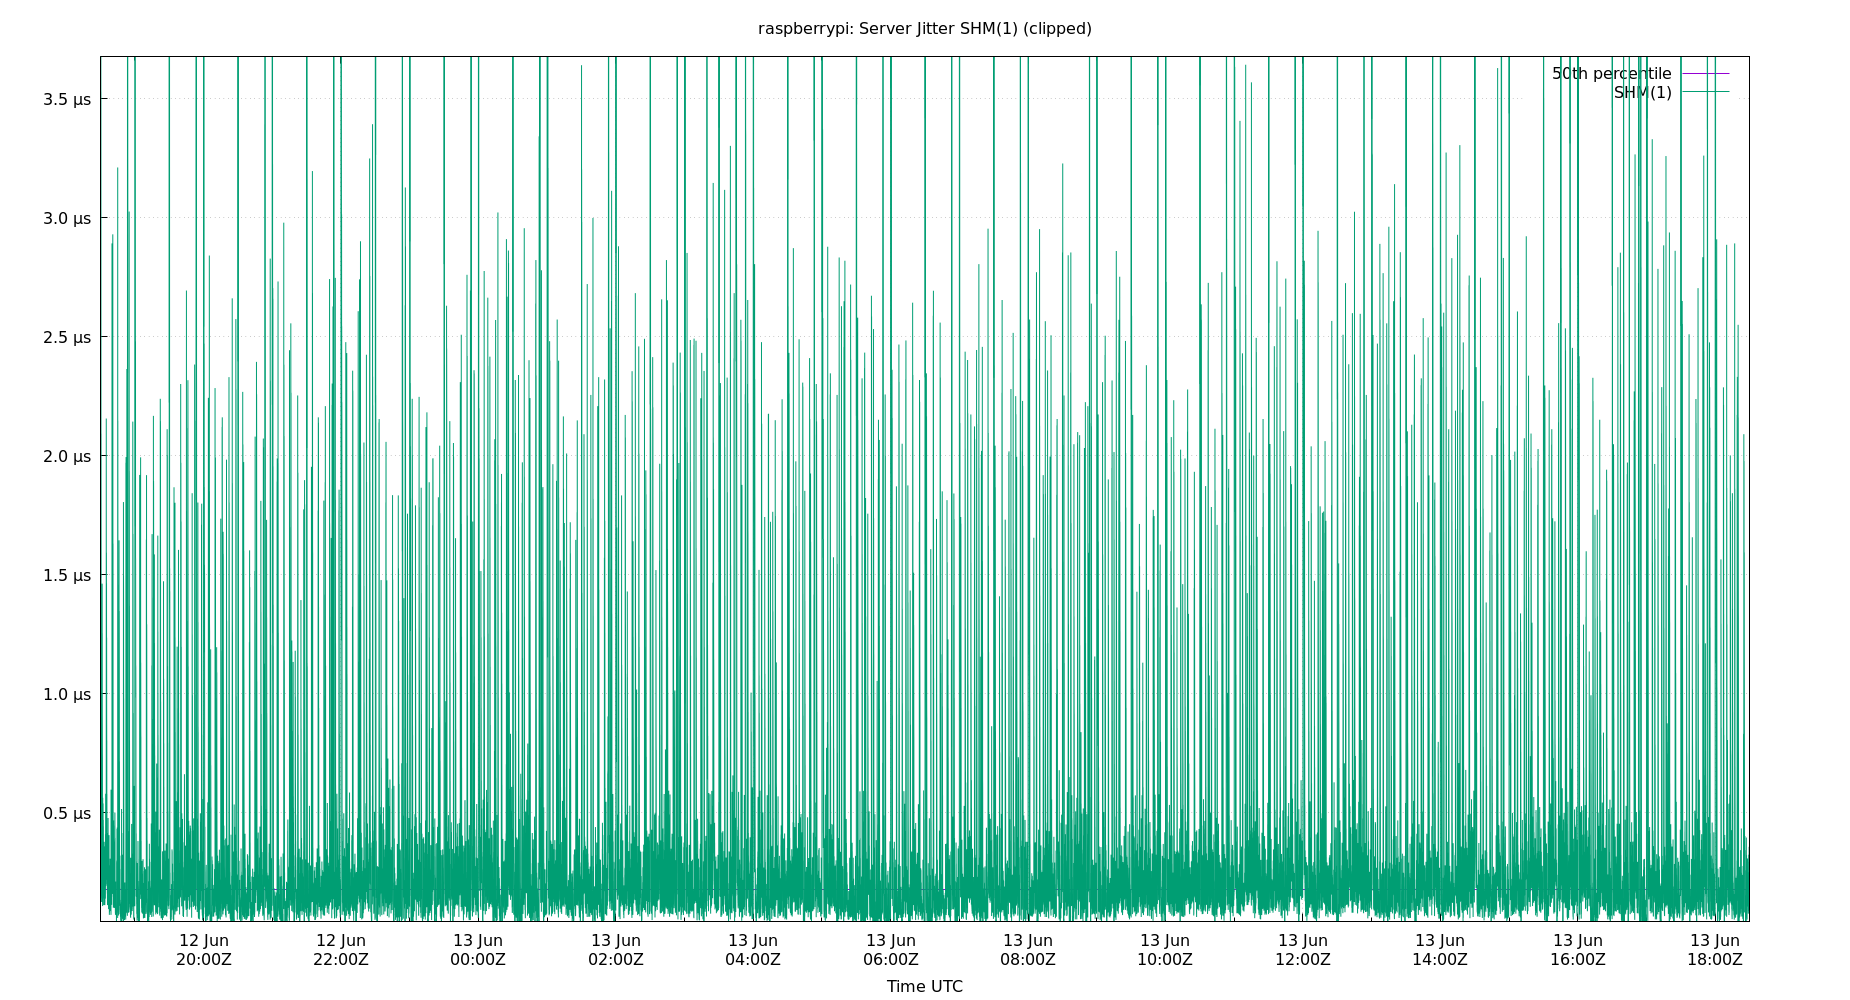 raspberrypi: Server Jitter SHM(1) (clipped)
50th percentile
SHM(1)
3.5 µs
3.0 µs
2.5 µs
2.0 µs
1.5 µs
1.0 µs
0.5 µs
12 Jun 12 Jun 13 Jun 13 Jun 13 Jun 13 Jun 13 Jun 13 Jun 13 Jun 13 Jun 13 Jun 13 Jun
20:00Z 22:00Z 00:00Z 02:00Z 04:00Z 06:00Z 08:00Z 10:00Z 12:00Z 14:00Z 16:00Z 18:00Z
Time UTC